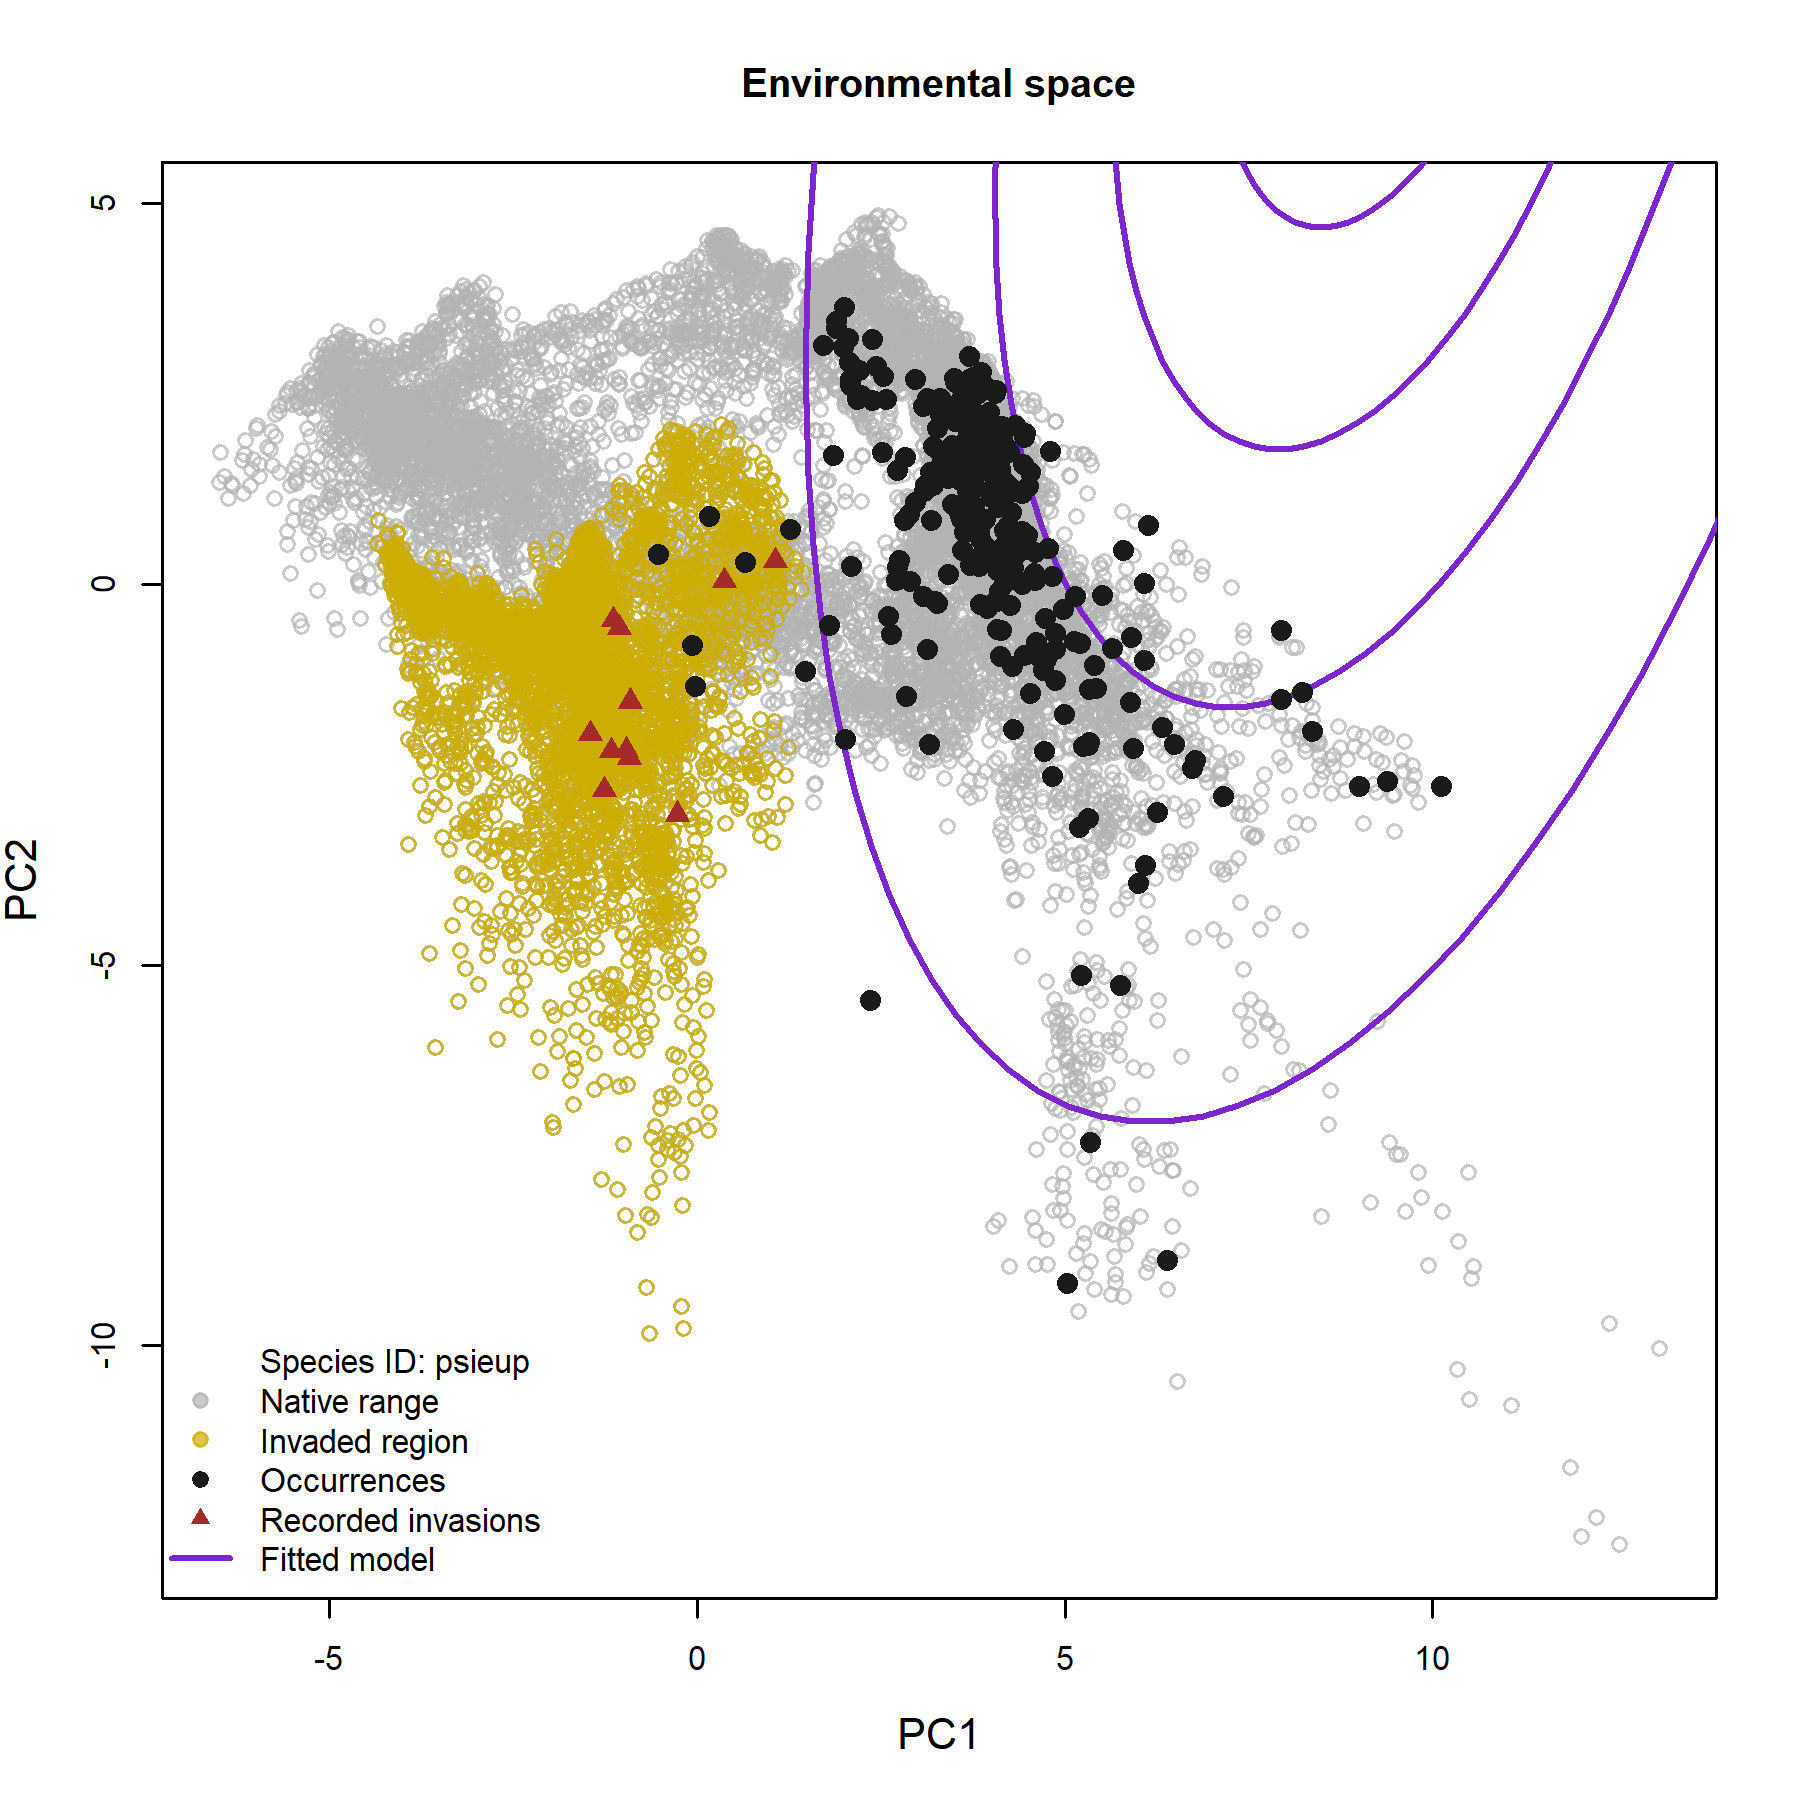 Environmental space
5
0
-5
-10
PC2
Species ID: psieup
Native range
Invaded region
Occurrences
Recorded invasions
Fitted model
-5
0
5
10
PC1